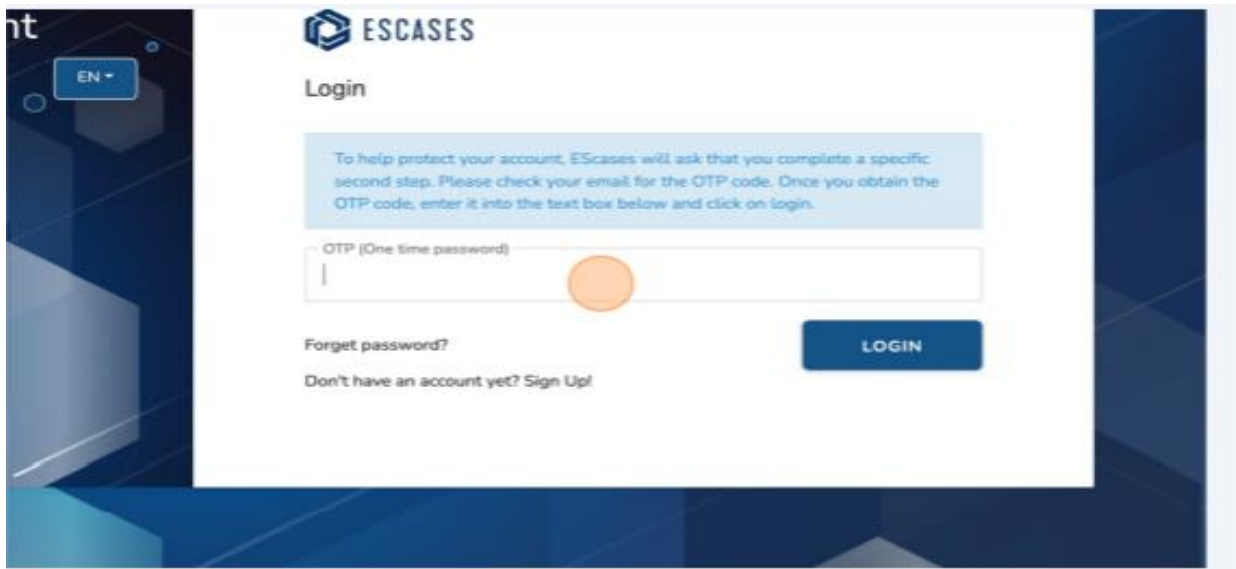 nt
EN
ESCASES
Login
To help protect your account, EScases will ask that you complete a specific
second step. Please check your email for the OTP code. Once you obtain the
OTP code, enter it into the text box below and click on login.
OTP (One time password)
Forget password?
LOGIN
Don't have an account yet? Sign Up!